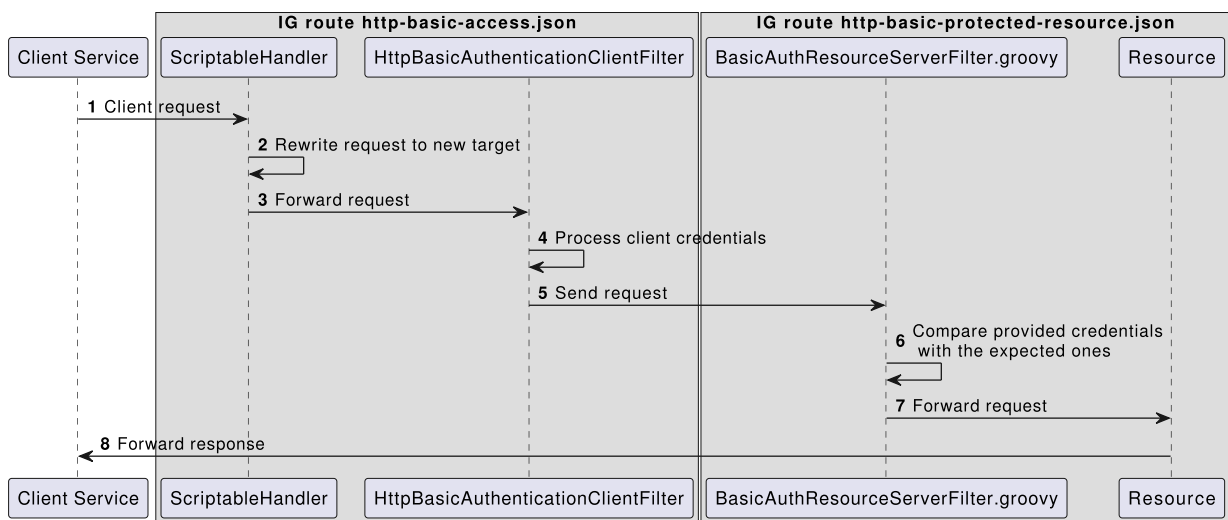 IG route http-basic-access.json
IG route http-basic-protected-resource.json
Client Service
ScriptableHandler
HttpBasicAuthenticationClientFilter
BasicAuthResourceServerFilter.groovy
Resource
1 Client request
2 Rewrite request to new target
3 Forward request
4 Process client credentials
5 Send request
6 Compare provided credentials
with the expected ones
7 Forward request
8 Forward response
Client Service
ScriptableHandler
HttpBasicAuthenticationClientFilter
BasicAuthResourceServerFilter.groovy
Resource